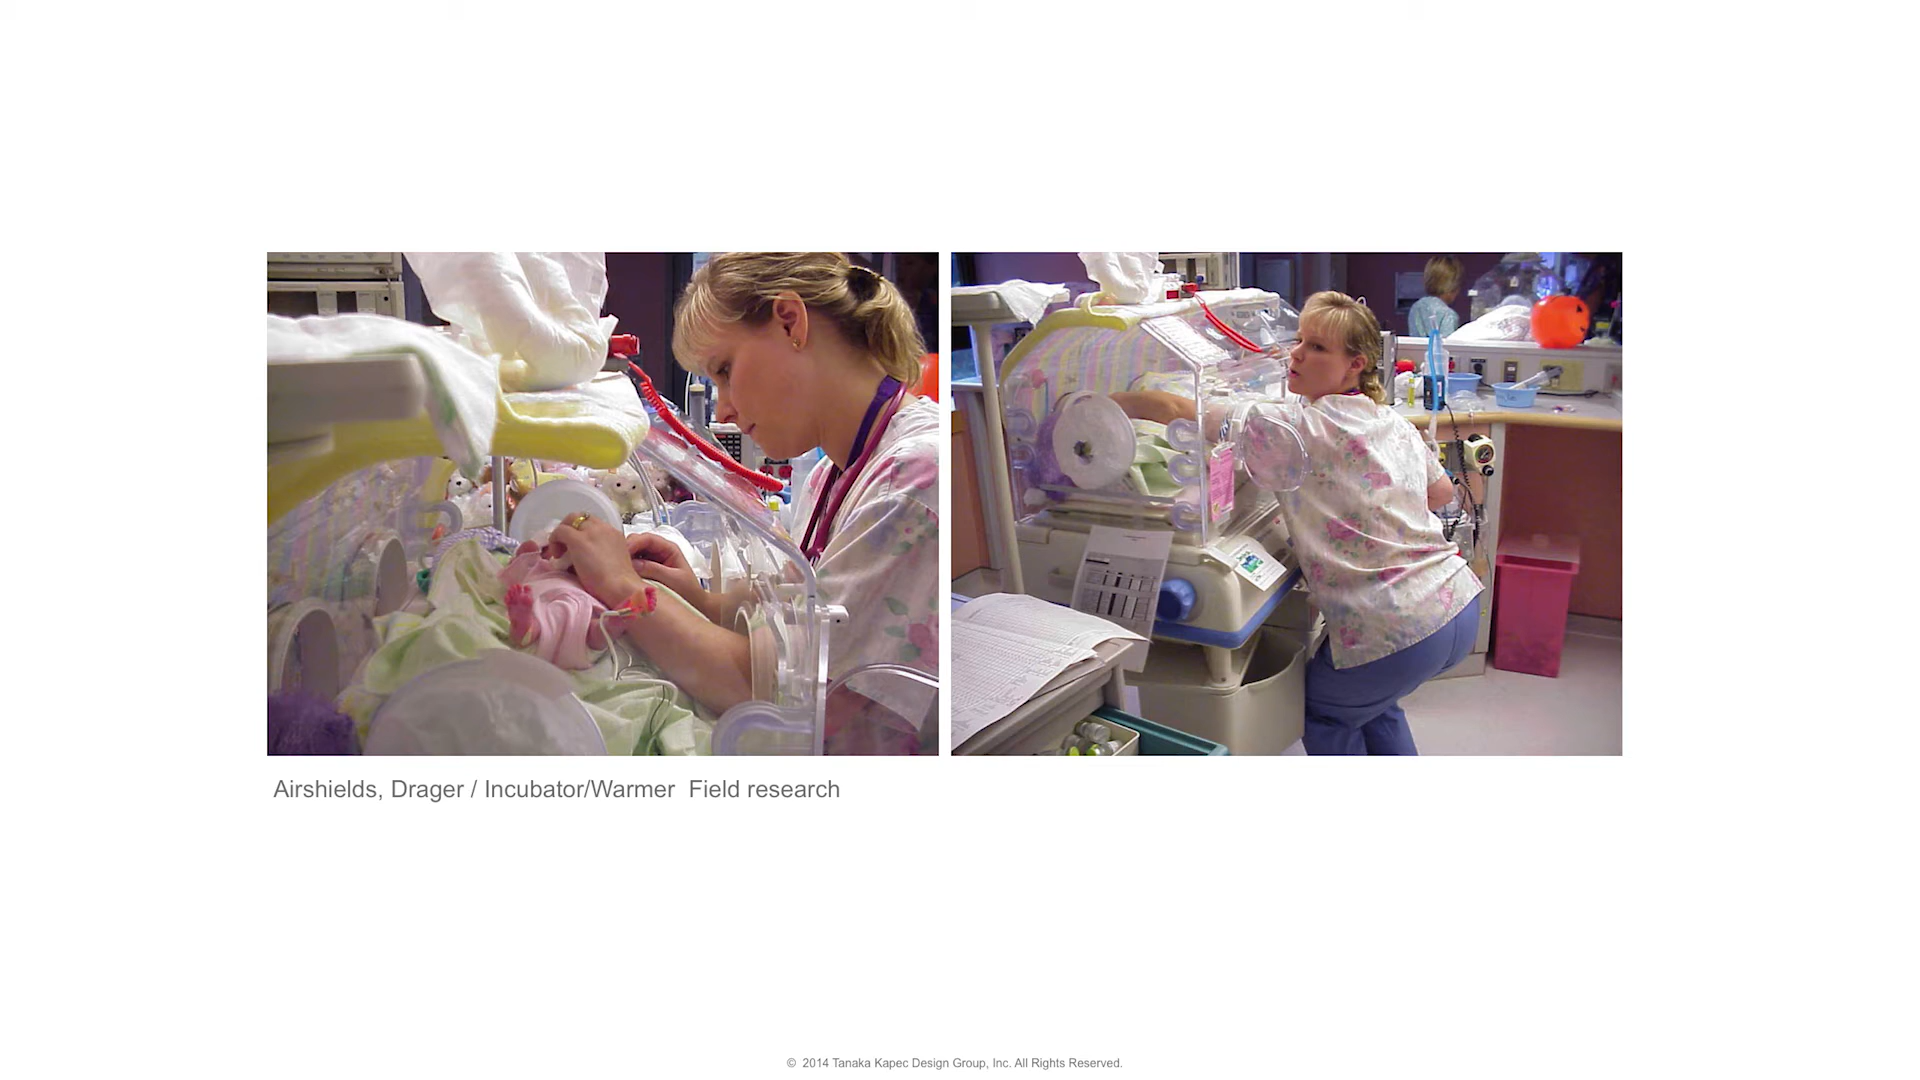 Airshields, Drager / Incubator/Warmer  Field research
©  2014 Tanaka Kapec Design Group, Inc. All Rights Reserved.